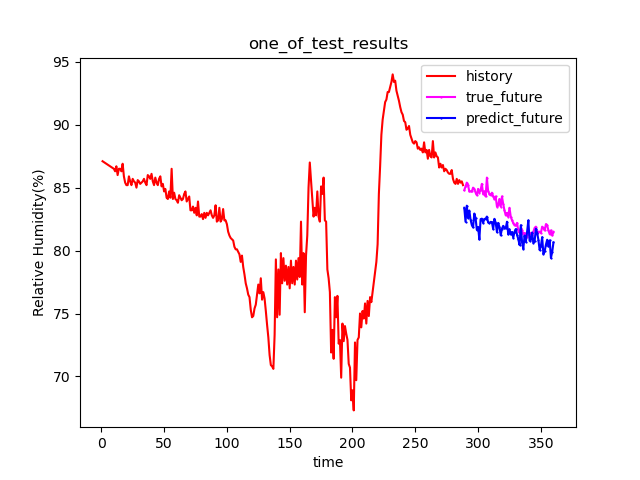 one_of_test_results
95
90
85
80
75
70
Relative Humidity(%)
history
true_future
predict_future
0 50 100 150 200 250 300 350
time